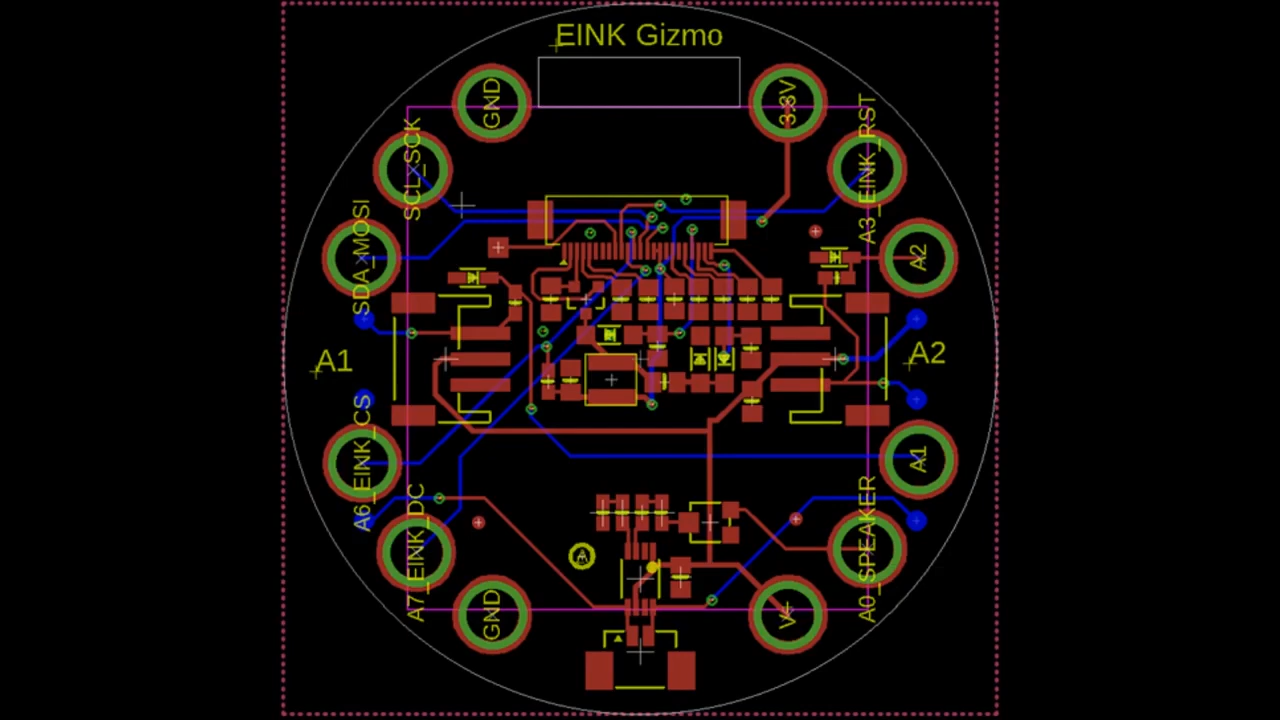 EINK Gizmo
GND
3.3V
SCL_SCK
A3_EINK_RST
SDA_MOSI
A2
A1
A2
A6_EINK_CS
A1
A7_EINK_DC
A0_SPEAKER
GND
V+